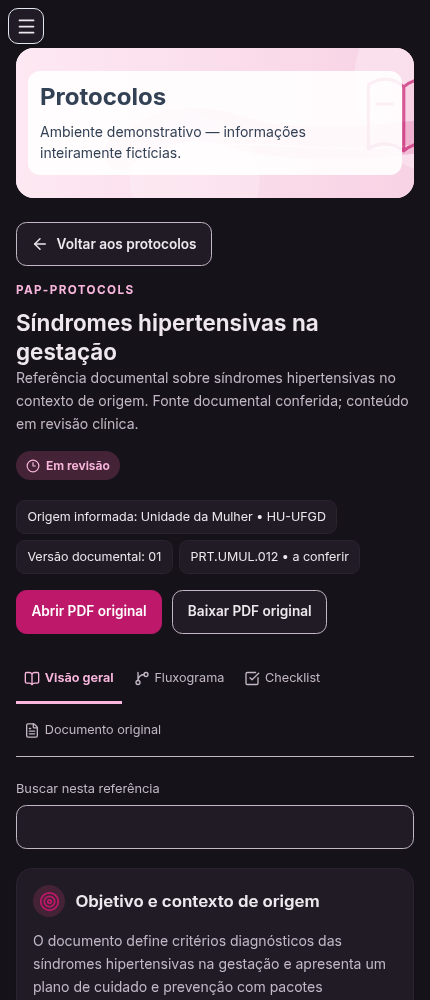 Protocolos
Ambiente demonstrativo — informações
inteiramente fictícias.
Voltar aos protocolos
PAP-PROTOCOLS
Síndromes hipertensivas na
gestação
Referência documental sobre síndromes hipertensivas no
contexto de origem. Fonte documental conferida; conteúdo
em revisão clínica.
Em revisão
Origem informada: Unidade da Mulher • HU-UFGD
Versão documental: 01
PRT.UMUL.012 • a conferir
Abrir PDF original
Baixar PDF original
Visão geral
Fluxograma
Checklist
Documento original
Buscar nesta referência
Objetivo e contexto de origem
O documento define critérios diagnósticos das
síndromes hipertensivas na gestação e apresenta um
plano de cuidado e prevenção com pacotes